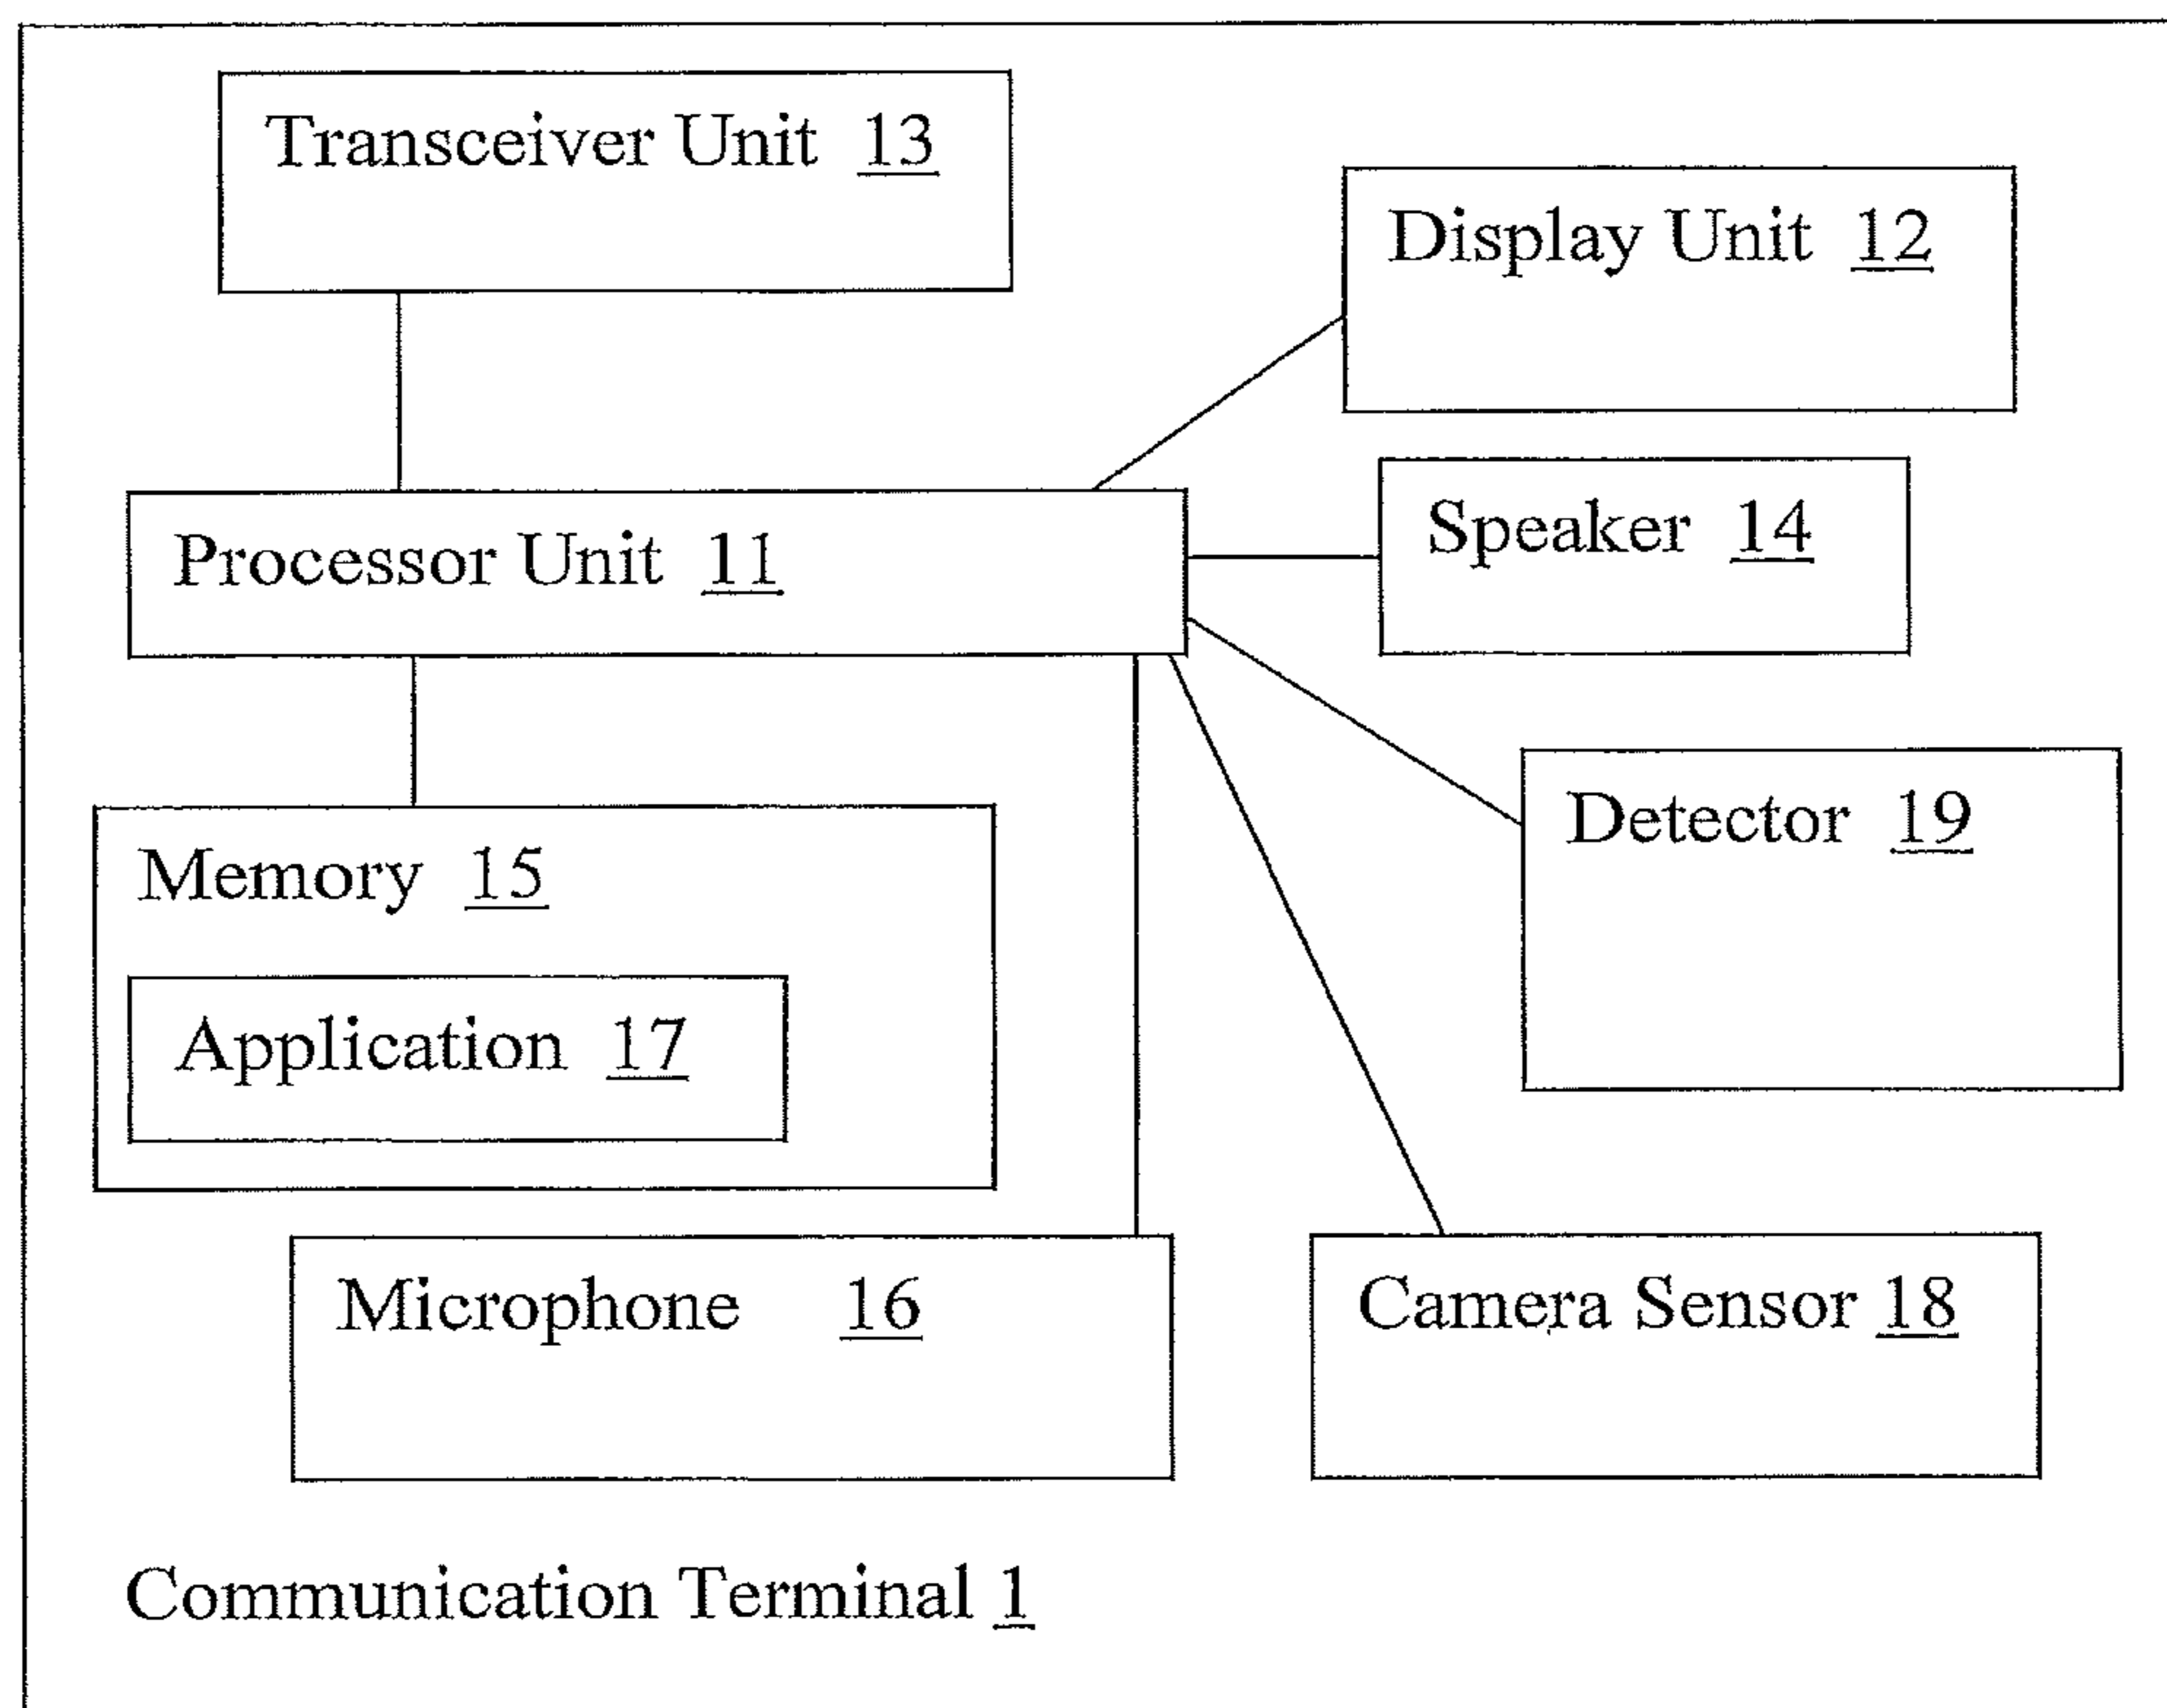 Transceiver Unit 13
Display Unit 12
Speaker 14
Processor Unit 11
Detector 19
Memory 15
Application 17
Microphone 16
Camera Sensor 18
Communication Terminal 1